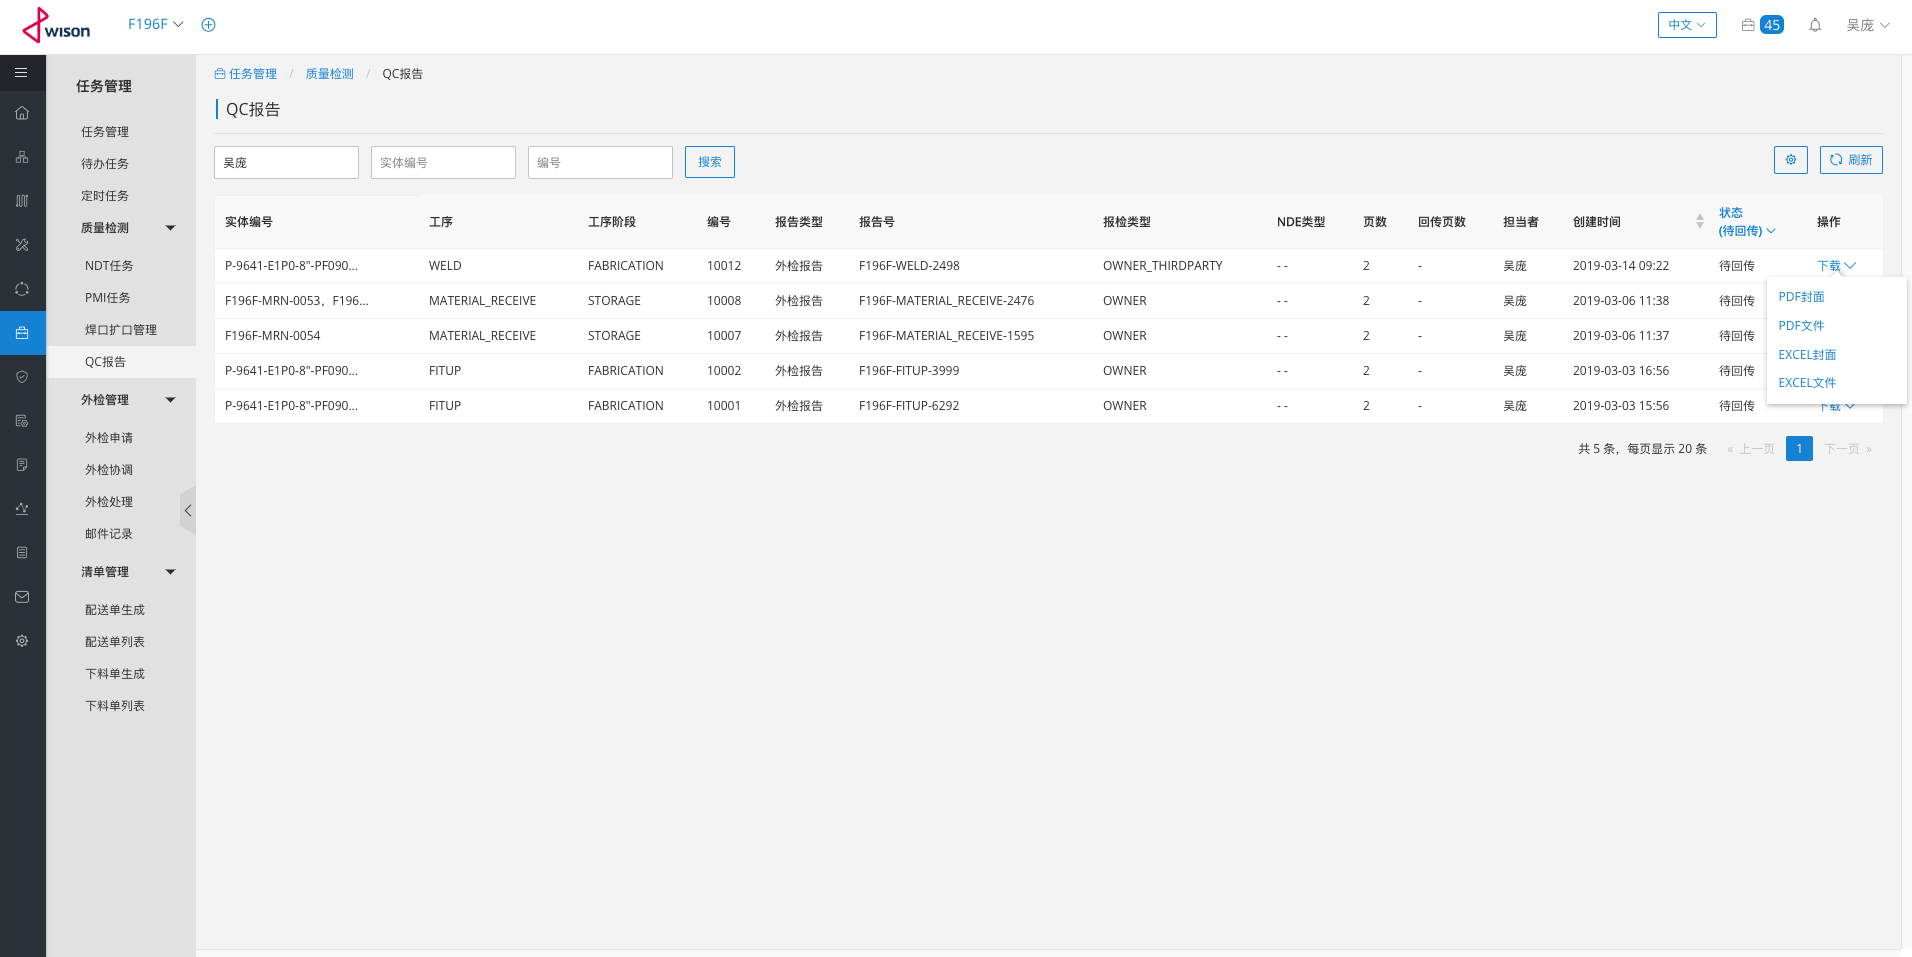 wison
F196F
中文
45
吴庞
任务管理
任务管理
待办任务
定时任务
质量检测
NDT任务
PMI任务
焊口扩口管理
QC报告
外检管理
外检申请
外检协调
外检处理
邮件记录
清单管理
配送单生成
配送单列表
下料单生成
下料单列表
任务管理 / 质量检测 / QC报告
QC报告
吴庞 实体编号 编号 搜索 刷新
实体编号 工序 工序阶段 编号 报告类型 报告号 报检类型 NDE类型 页数 回传页数 担当者 创建时间 状态 操作
(待回传)
P-9641-E1P0-8"-PF090... WELD FABRICATION 10012 外检报告 F196F-WELD-2498 OWNER_THIRDPARTY - - 2 - 吴庞 2019-03-14 09:22 待回传 下载
F196F-MRN-0053，F196... MATERIAL_RECEIVE STORAGE 10008 外检报告 F196F-MATERIAL_RECEIVE-2476 OWNER - - 2 - 吴庞 2019-03-06 11:38 待回传
F196F-MRN-0054 MATERIAL_RECEIVE STORAGE 10007 外检报告 F196F-MATERIAL_RECEIVE-1595 OWNER - - 2 - 吴庞 2019-03-06 11:37 待回传
P-9641-E1P0-8"-PF090... FITUP FABRICATION 10002 外检报告 F196F-FITUP-3999 OWNER - - 2 - 吴庞 2019-03-03 16:56 待回传
P-9641-E1P0-8"-PF090... FITUP FABRICATION 10001 外检报告 F196F-FITUP-6292 OWNER - - 2 - 吴庞 2019-03-03 15:56 待回传 下载
PDF封面
PDF文件
EXCEL封面
EXCEL文件
共 5 条，每页显示 20 条 « 上一页 1 下一页 »